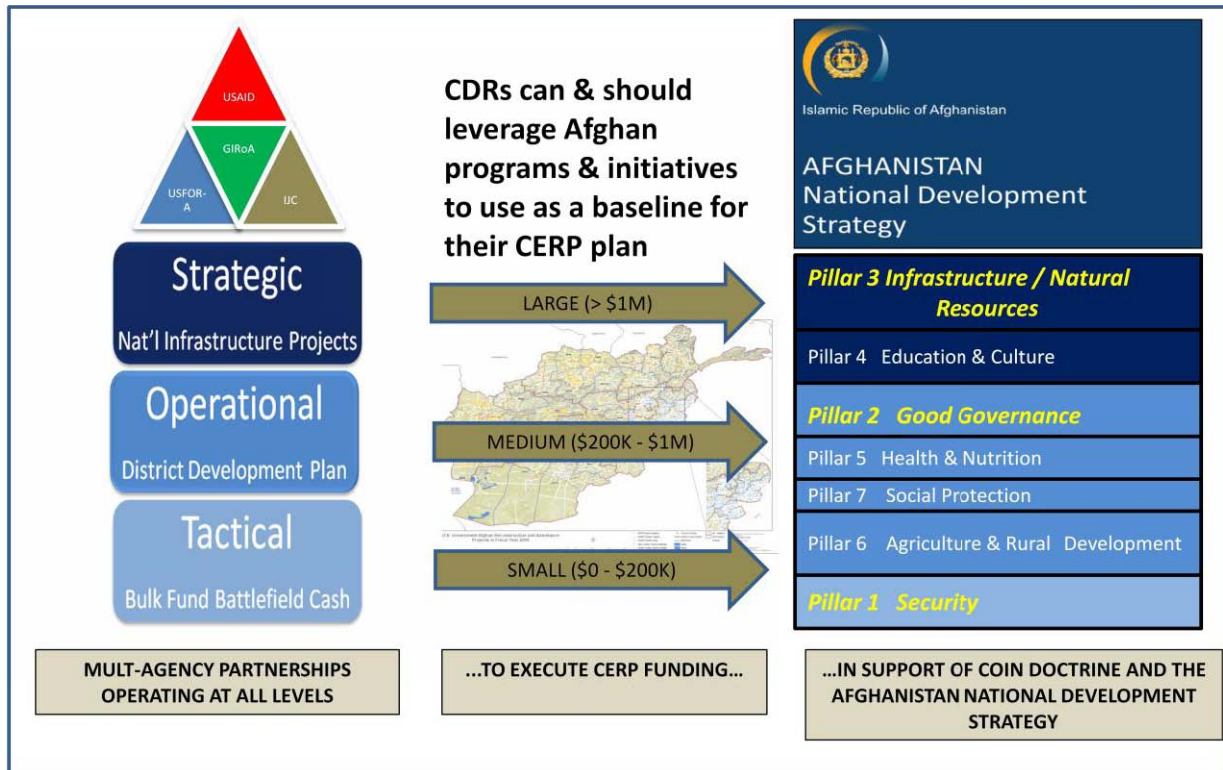 USAID
GIRoA
USFOR-
A
IJC
Strategic
Nat'l Infrastructure Projects
Operational
District Development Plan
Tactical
Bulk Fund Battlefield Cash
MULT-AGENCY PARTNERSHIPS
OPERATING AT ALL LEVELS
CDRs can & should
leverage Afghan
programs & initiatives
to use as a baseline for
their CERP plan
LARGE (> $1M)
MEDIUM ($200K - $1M)
SMALL ($0 - $200K)
...TO EXECUTE CERP FUNDING...
Islamic Republic of Afghanistan
AFGHANISTAN
National Development
Strategy
Pillar 3 Infrastructure / Natural
Resources
Pillar 4 Education & Culture
Pillar 2 Good Governance
Pillar 5 Health & Nutrition
Pillar 7 Social Protection
Pillar 6 Agriculture & Rural Development
Pillar 1 Security
...IN SUPPORT OF COIN DOCTRINE AND THE
AFGHANISTAN NATIONAL DEVELOPMENT
STRATEGY